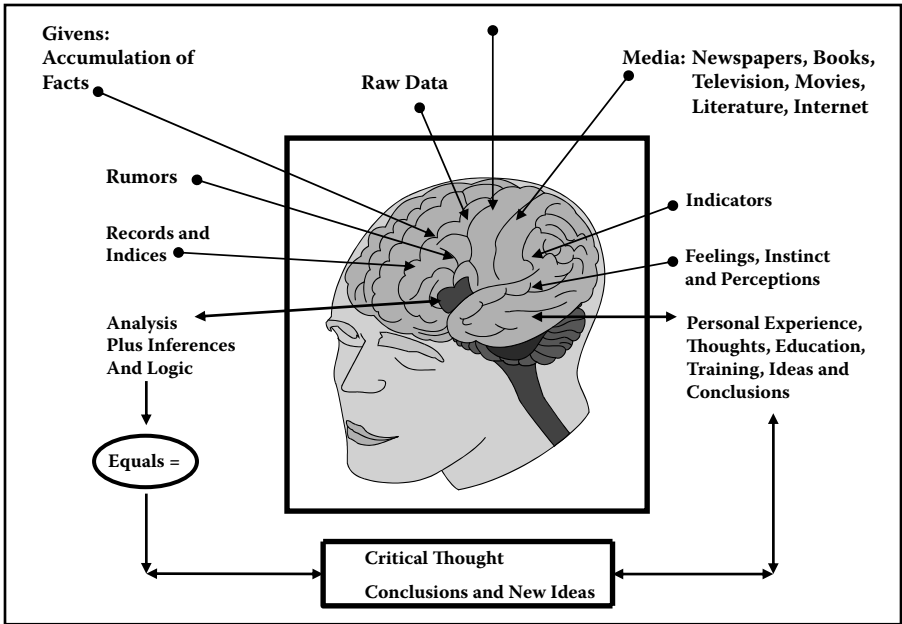 Givens:
Accumulation of
Facts
Raw Data
Media: Newspapers, Books,
Television, Movies,
Literature, Internet
Rumors
Indicators
Records and
Indices
Feelings, Instinct
and Perceptions
Analysis
Plus Inferences
And Logic
Personal Experience,
Thoughts, Education,
Training, Ideas and
Conclusions
Equals =
Critical Thought
Conclusions and New Ideas